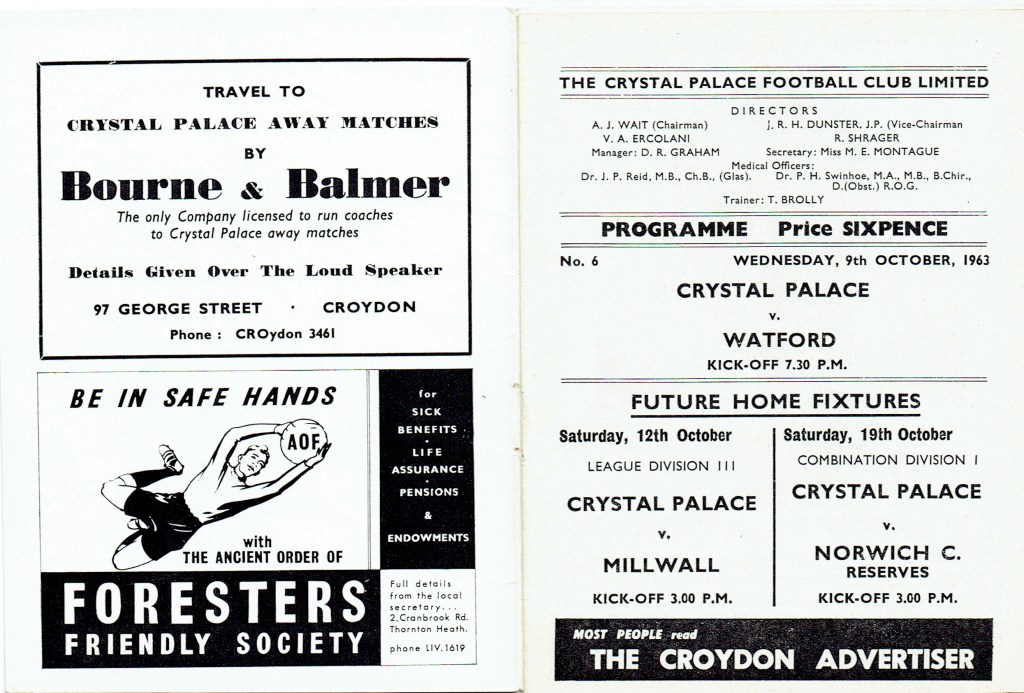 TRAVEL TO
CRYSTAL PALACE AWAY MATCHES
BY
Bourne & Balmer
The only Company licensed to run coaches
to Crystal Palace away matches
Details Given Over The Loud Speaker
97 GEORGE STREET · CROYDON
Phone : CROydon 3461
BE IN SAFE HANDS
AOF
with
THE ANCIENT ORDER OF
FORESTERS
FRIENDLY SOCIETY
for
SICK
BENEFITS
·
LIFE
ASSURANCE
·
PENSIONS
&
ENDOWMENTS
Full details
from the local
secretary...
2,Cranbrook Rd.
Thornton Heath.
phone LIV.1619
THE CRYSTAL PALACE FOOTBALL CLUB LIMITED
DIRECTORS
A. J. WAIT (Chairman) J. R. H. DUNSTER, J.P. (Vice-Chairman
V. A. ERCOLANI R. SHRAGER
Manager: D. R. GRAHAM Secretary: Miss M. E. MONTAGUE
Medical Officers:
Dr. J. P. Reid, M.B., Ch.B., (Glas). Dr. P. H. Swinhoe, M.A., M.B., B.Chir.,
D.(Obst.) R.O.G.
Trainer: T. BROLLY
PROGRAMME Price SIXPENCE
No. 6 WEDNESDAY, 9th OCTOBER, 1963
CRYSTAL PALACE
v.
WATFORD
KICK-OFF 7.30 P.M.
FUTURE HOME FIXTURES
Saturday, 12th October
LEAGUE DIVISION III
CRYSTAL PALACE
v.
MILLWALL
KICK-OFF 3.00 P.M.
Saturday, 19th October
COMBINATION DIVISION I
CRYSTAL PALACE
v.
NORWICH C.
RESERVES
KICK-OFF 3.00 P.M.
MOST PEOPLE read
THE CROYDON ADVERTISER